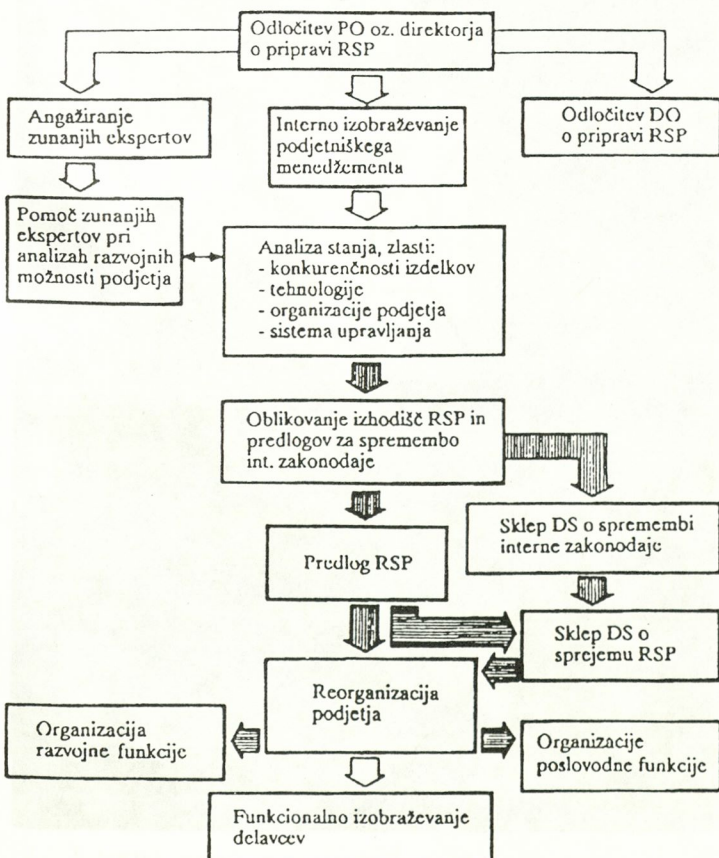 Odločitev PO oz. direktorja
o pripravi RSP
Angažiranje
zunanjih ekspertov
Interno izobraževanje
podjetniškega
menedžementa
Odločitev DO
o pripravi RSP
Pomoč zunanjih
ekspertov pri
analizah razvojnih
možnosti podjetja
Analiza stanja, zlasti:
- konkurenčnosti izdelkov
- tehnologije
- organizacije podjetja
- sistema upravljanja
Oblikovanje izhodišč RSP in
predlogov za spremembo
int. zakonodaje
Predlog RSP
Sklep DS o spremembi
interne zakonodaje
Sklep DS o
sprejemu RSP
Reorganizacija
podjetja
Organizacija
razvojne funkcije
Organizacije
poslovodne funkcije
Funkcionalno izobraževanje
delavcev